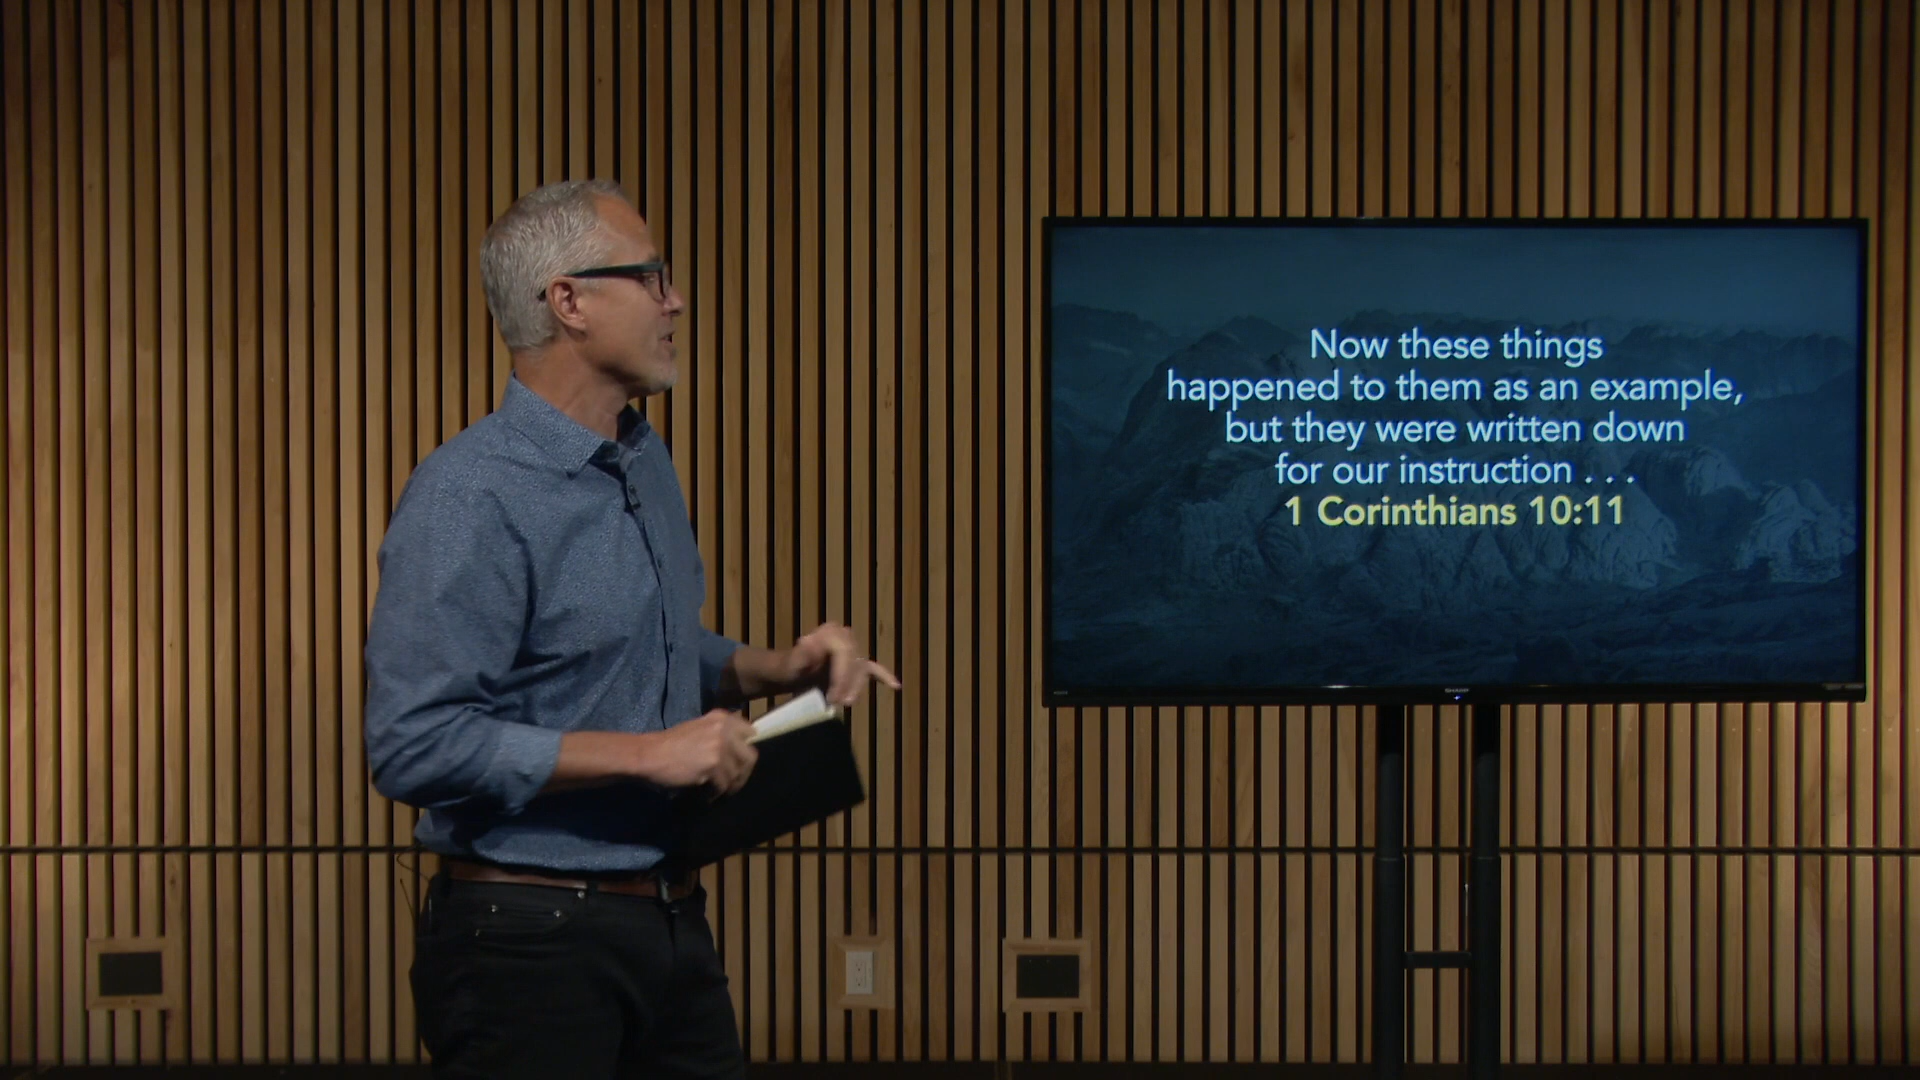 Now these things
happened to them as an example,
but they were written down
for our instruction . . .
1 Corinthians 10:11
SHARP